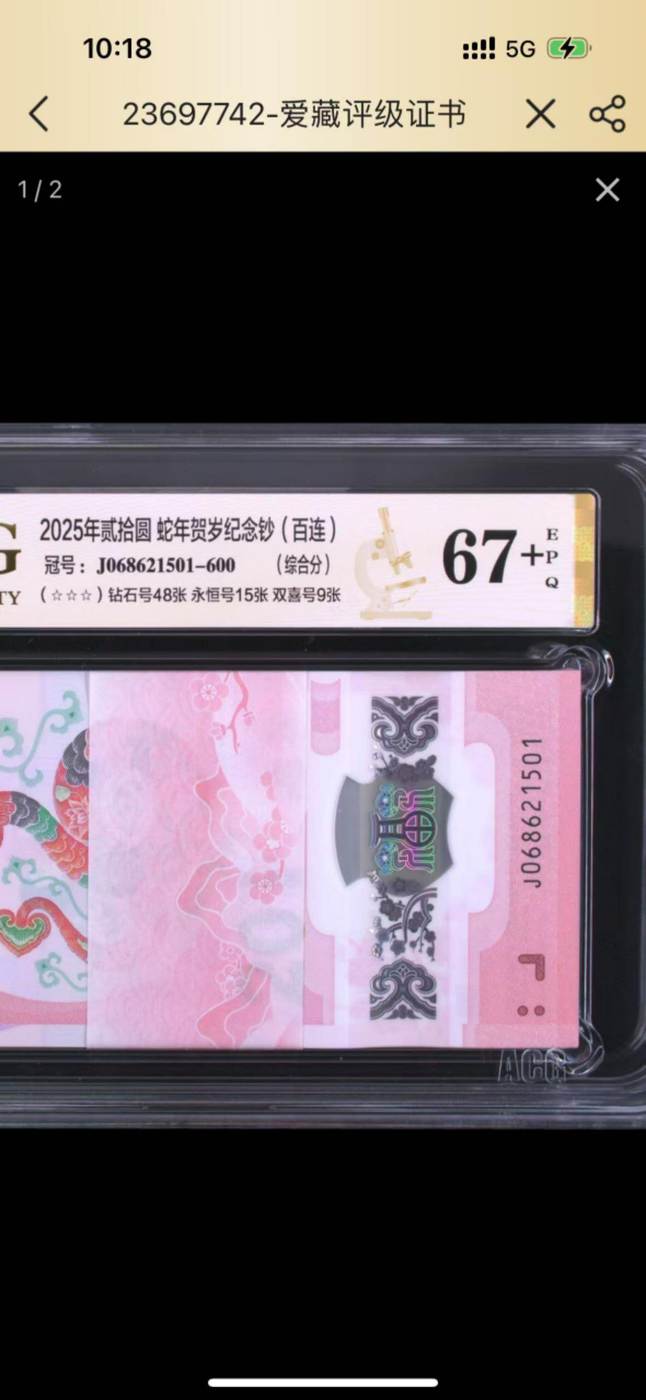 10:18
5G
23697742-爱藏评级证书
1 / 2
G
TY
2025年贰拾圆 蛇年贺岁纪念钞 ( 百连 )
冠号： J068621501-600 (综合分)
( ☆☆☆ ) 钻石号48张 永恒号15张 双喜号9张
67+
E
P
Q
J068621501
20
ACG